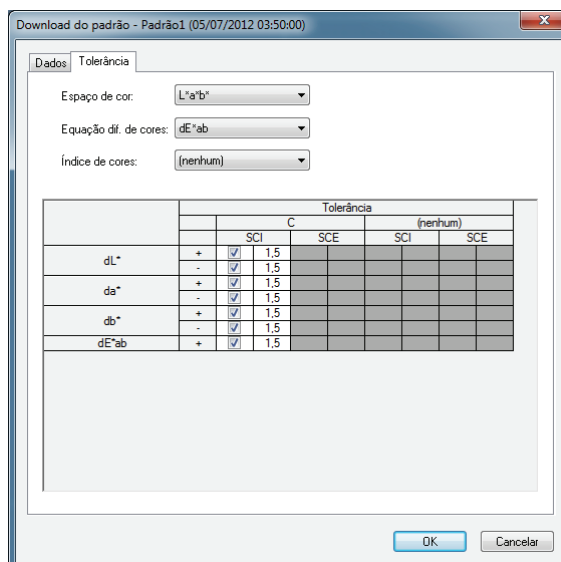 Download do padrão - Padrão1 (05/07/2012 03:50:00)
Dados Tolerância
Espaço de cor: L*a*b*
Equação dif. de cores: dE*ab
Índice de cores: (nenhum)
Tolerância
C (nenhum)
SCI SCE SCI SCE
dL* + 1,5
- 1,5
da* + 1,5
- 1,5
db* + 1,5
- 1,5
dE*ab + 1,5
OK Cancelar